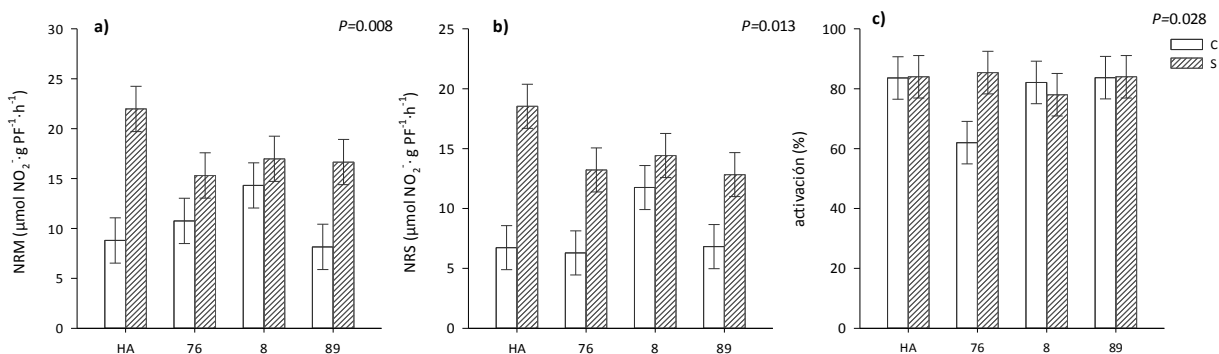 a)
P=0.008
NRM (µmol NO₂⁻· g PF⁻¹·h⁻¹)
30
25
20
15
10
5
0
HA 76 8 89
b)
P=0.013
NRS (µmol NO₂⁻· g PF⁻¹·h⁻¹)
25
20
15
10
5
0
HA 76 8 89
c)
P=0.028
activación (%)
100
80
60
40
20
0
HA 76 8 89
C
S